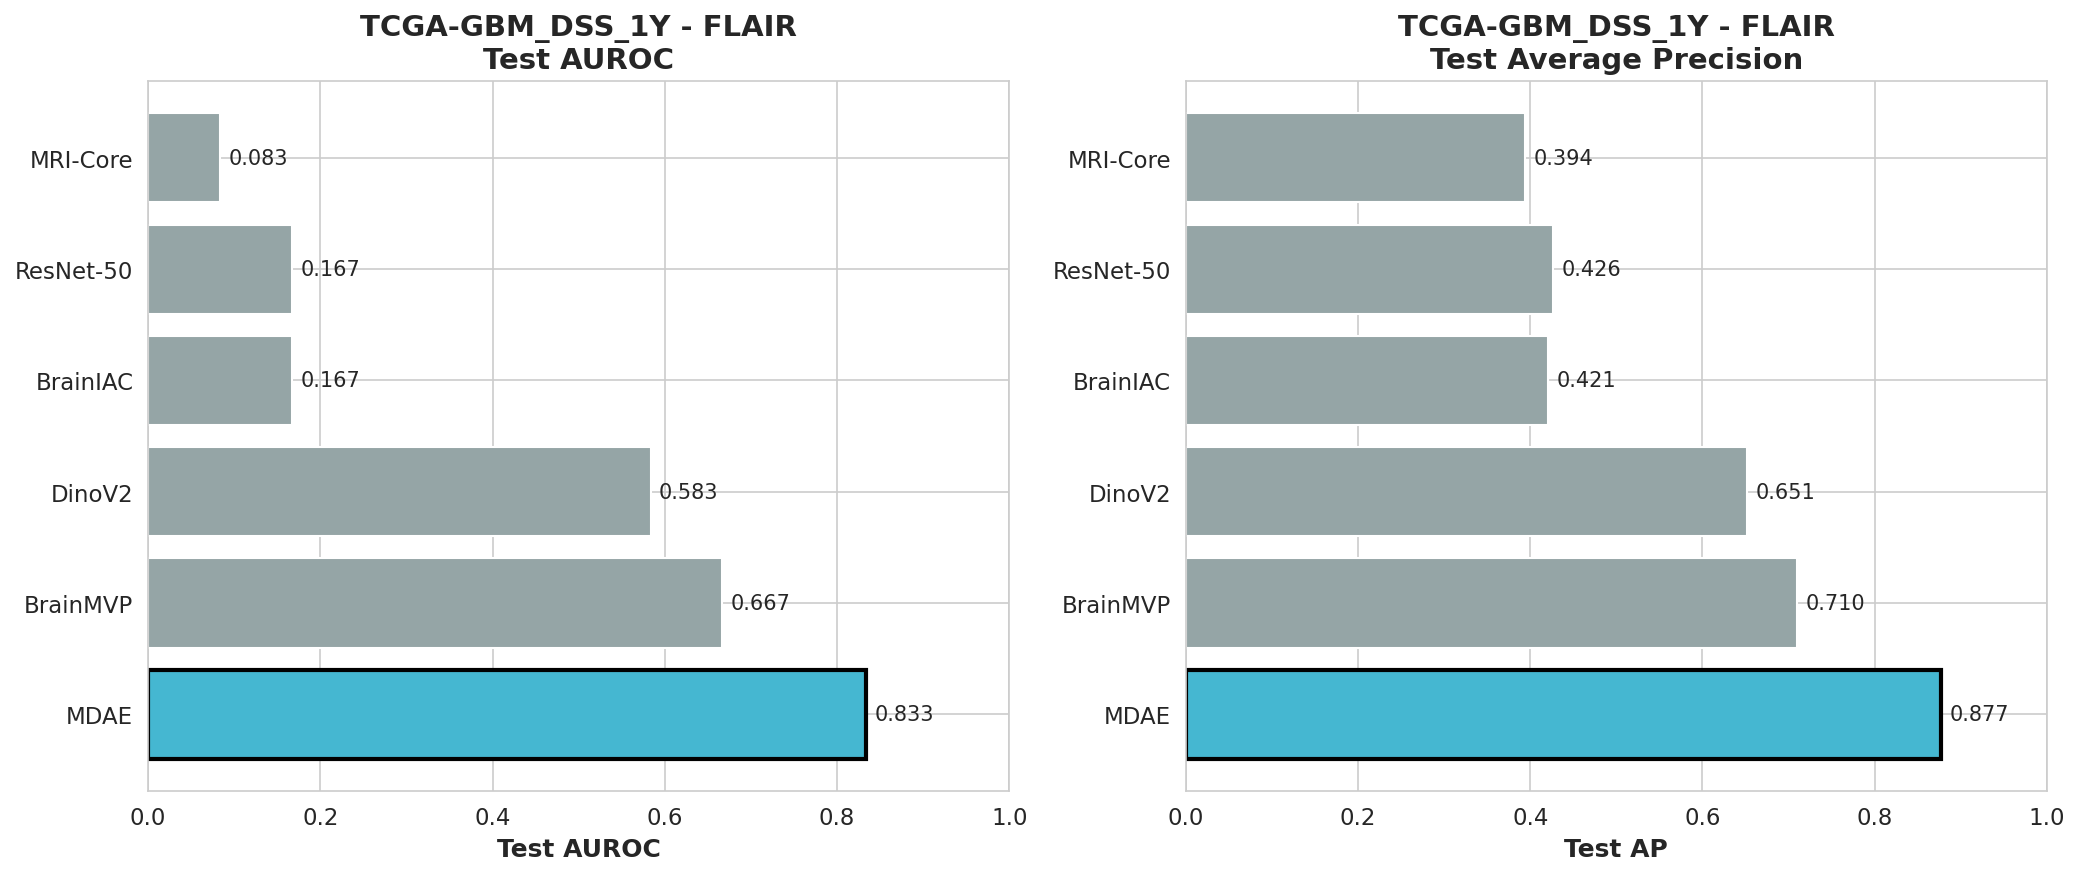 TCGA-GBM_DSS_1Y - FLAIR
Test AUROC
MRI-Core
0.083
ResNet-50
0.167
BrainIAC
0.167
DinoV2
0.583
BrainMVP
0.667
MDAE
0.833
0.0 0.2 0.4 0.6 0.8 1.0
Test AUROC
TCGA-GBM_DSS_1Y - FLAIR
Test Average Precision
MRI-Core
0.394
ResNet-50
0.426
BrainIAC
0.421
DinoV2
0.651
BrainMVP
0.710
MDAE
0.877
0.0 0.2 0.4 0.6 0.8 1.0
Test AP